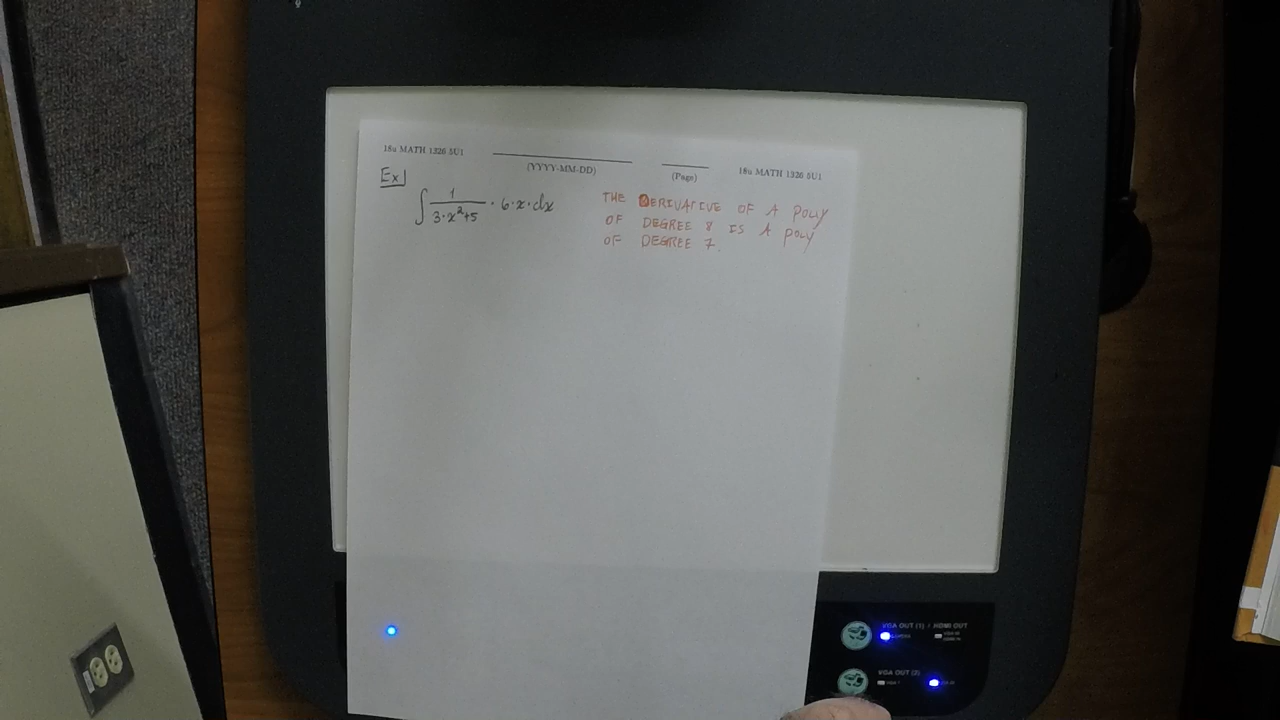 18u MATH 1326 5U1
(YYYY-MM-DD)
(Page)
18u MATH 1326 5U1
Ex1
∫ 1/(3·x²+5) · 6·x·dx
THE DERIVATIVE OF A POLY
OF DEGREE 8 IS A POLY
OF DEGREE 7.
VGA OUT (1) / HDMI OUT
VGA OUT (2)